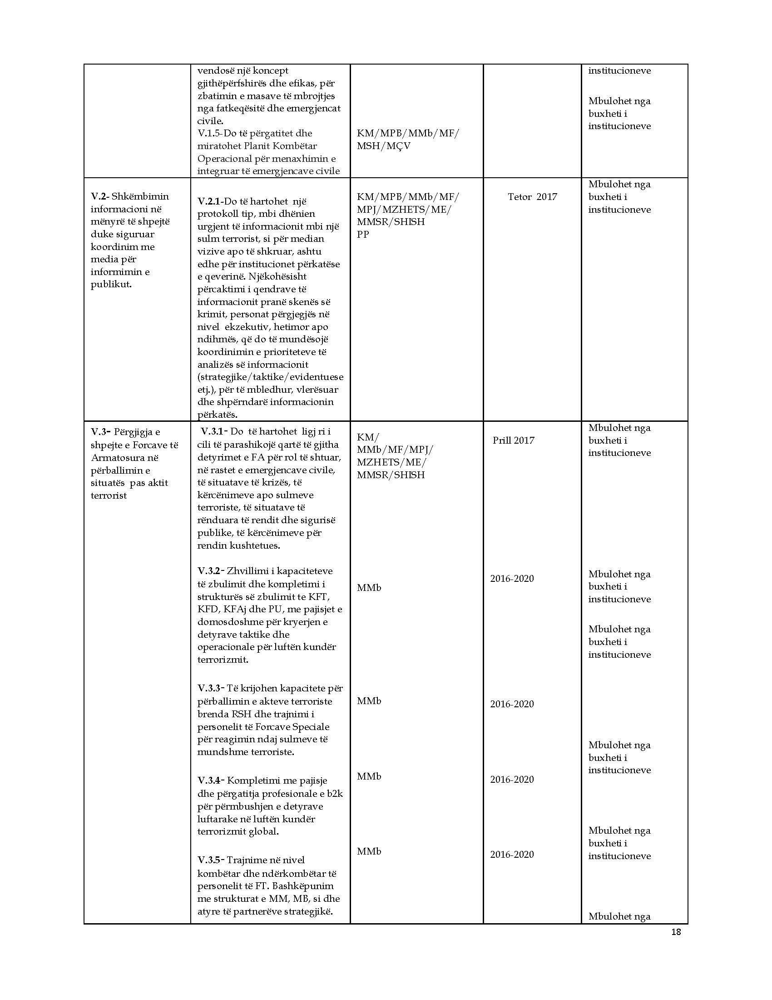 vendosë një koncept
gjithëpërfshirës dhe efikas, për
zbatimin e masave të mbrojtjes
nga fatkeqësitë dhe emergjencat
civile.
V.1.5-Do të përgatitet dhe
miratohet Planit Kombëtar
Operacional për menaxhimin e
integruar të emergjencave civile
KM/MPB/MMb/MF/
MSH/MÇV
institucioneve
Mbulohet nga
buxheti i
institucioneve
V.2- Shkëmbimin
informacioni në
mënyrë të shpejtë
duke siguruar
koordinim me
media për
informimin e
publikut.
V.2.1-Do të hartohet një
protokoll tip, mbi dhënien
urgjent të informacionit mbi një
sulm terrorist, si për median
vizive apo të shkruar, ashtu
edhe për institucionet përkatëse
e qeverinë. Njëkohësisht
përcaktimi i qendrave të
informacionit pranë skenës së
krimit, personat përgjegjës në
nivel ekzekutiv, hetimor apo
ndihmës, që do të mundësojë
koordinimin e prioriteteve të
analizës së informacionit
(strategjike/taktike/evidentuese
etj.), për të mbledhur, vlerësuar
dhe shpërndarë informacionin
përkatës.
KM/MPB/MMb/MF/
MPJ/MZHETS/ME/
MMSR/SHISH
PP
Tetor 2017
Mbulohet nga
buxheti i
institucioneve
V.3- Përgjigja e
shpejte e Forcave të
Armatosura në
përballimin e
situatës pas aktit
terrorist
V.3.1- Do të hartohet ligj ri i
cili të parashikojë qartë të gjitha
detyrimet e FA për rol të shtuar,
në rastet e emergjencave civile,
të situatave të krizës, të
kërcënimeve apo sulmeve
terroriste, të situatave të
rënduara të rendit dhe sigurisë
publike, të kërcënimeve për
rendin kushtetues.
KM/
MMb/MF/MPJ/
MZHETS/ME/
MMSR/SHISH
Prill 2017
Mbulohet nga
buxheti i
institucioneve
V.3.2- Zhvillimi i kapaciteteve
të zbulimit dhe kompletimi i
strukturës së zbulimit te KFT,
KFD, KFAj dhe PU, me pajisjet e
domosdoshme për kryerjen e
detyrave taktike dhe
operacionale për luftën kundër
terrorizmit.
MMb
2016-2020
Mbulohet nga
buxheti i
institucioneve
Mbulohet nga
buxheti i
institucioneve
V.3.3- Të krijohen kapacitete për
përballimin e akteve terroriste
brenda RSH dhe trajnimi i
personelit të Forcave Speciale
për reagimin ndaj sulmeve të
mundshme terroriste.
MMb
2016-2020
Mbulohet nga
buxheti i
institucioneve
V.3.4- Kompletimi me pajisje
dhe përgatitja profesionale e b2k
për përmbushjen e detyrave
luftarake në luftën kundër
terrorizmit global.
MMb
2016-2020
Mbulohet nga
buxheti i
institucioneve
V.3.5- Trajnime në nivel
kombëtar dhe ndërkombëtar të
personelit të FT. Bashkëpunim
me strukturat e MM, MB, si dhe
atyre të partnerëve strategjikë.
MMb
2016-2020
Mbulohet nga
18